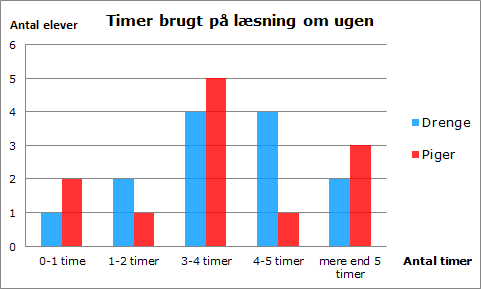 Timer brugt på læsning om ugen
Antal elever
6
5
4
3
2
1
0
0-1 time
1-2 timer
3-4 timer
4-5 timer
mere end 5
timer
Antal timer
Drenge
Piger